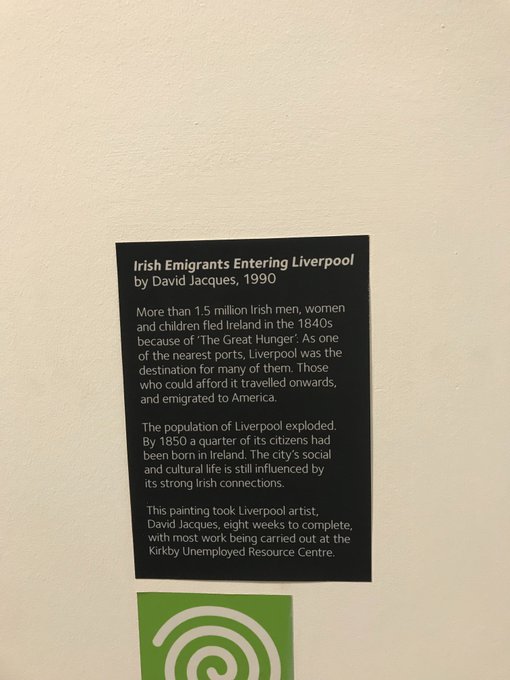 Irish Emigrants Entering Liverpool
by David Jacques, 1990
More than 1.5 million Irish men, women
and children fled Ireland in the 1840s
because of 'The Great Hunger'. As one
of the nearest ports, Liverpool was the
destination for many of them. Those
who could afford it travelled onwards,
and emigrated to America.
The population of Liverpool exploded.
By 1850 a quarter of its citizens had
been born in Ireland. The city's social
and cultural life is still influenced by
its strong Irish connections.
This painting took Liverpool artist,
David Jacques, eight weeks to complete,
with most work being carried out at the
Kirkby Unemployed Resource Centre.